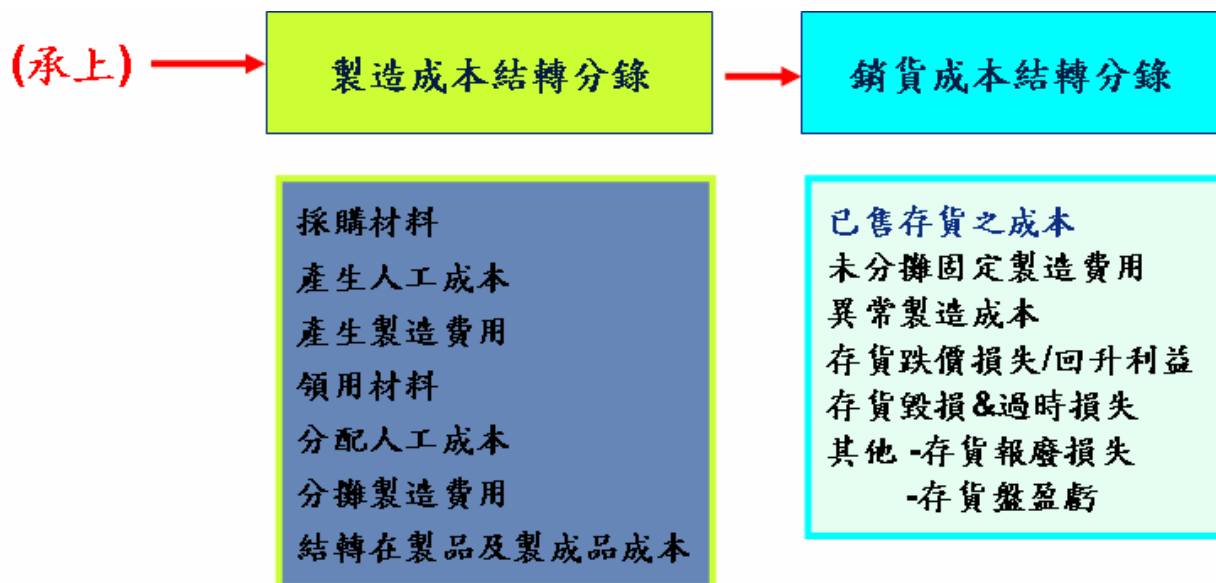 (承上)
製造成本結轉分錄
銷貨成本結轉分錄
採購材料
產生人工成本
產生製造費用
領用材料
分配人工成本
分攤製造費用
結轉在製品及製成品成本
已售存貨之成本
未分攤固定製造費用
異常製造成本
存貨跌價損失/回升利益
存貨毀損&過時損失
其他 -存貨報廢損失
-存貨盤盈虧